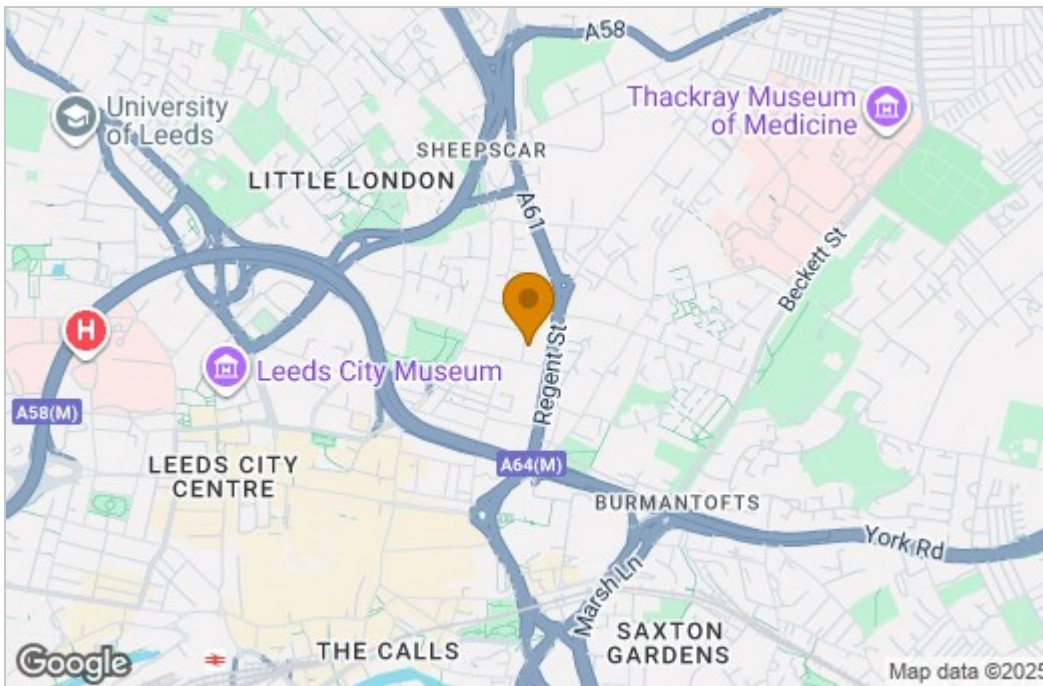 A58
University
of Leeds
Thackray Museum
of Medicine
SHEEPSCAR
LITTLE LONDON
A61
Beckett St
H
Leeds City Museum
Regent St
A58(M)
LEEDS CITY
CENTRE
A64(M)
BURMANTOFTS
York Rd
Marsh Ln
SAXTON
GARDENS
THE CALLS
Google
Map data ©2025